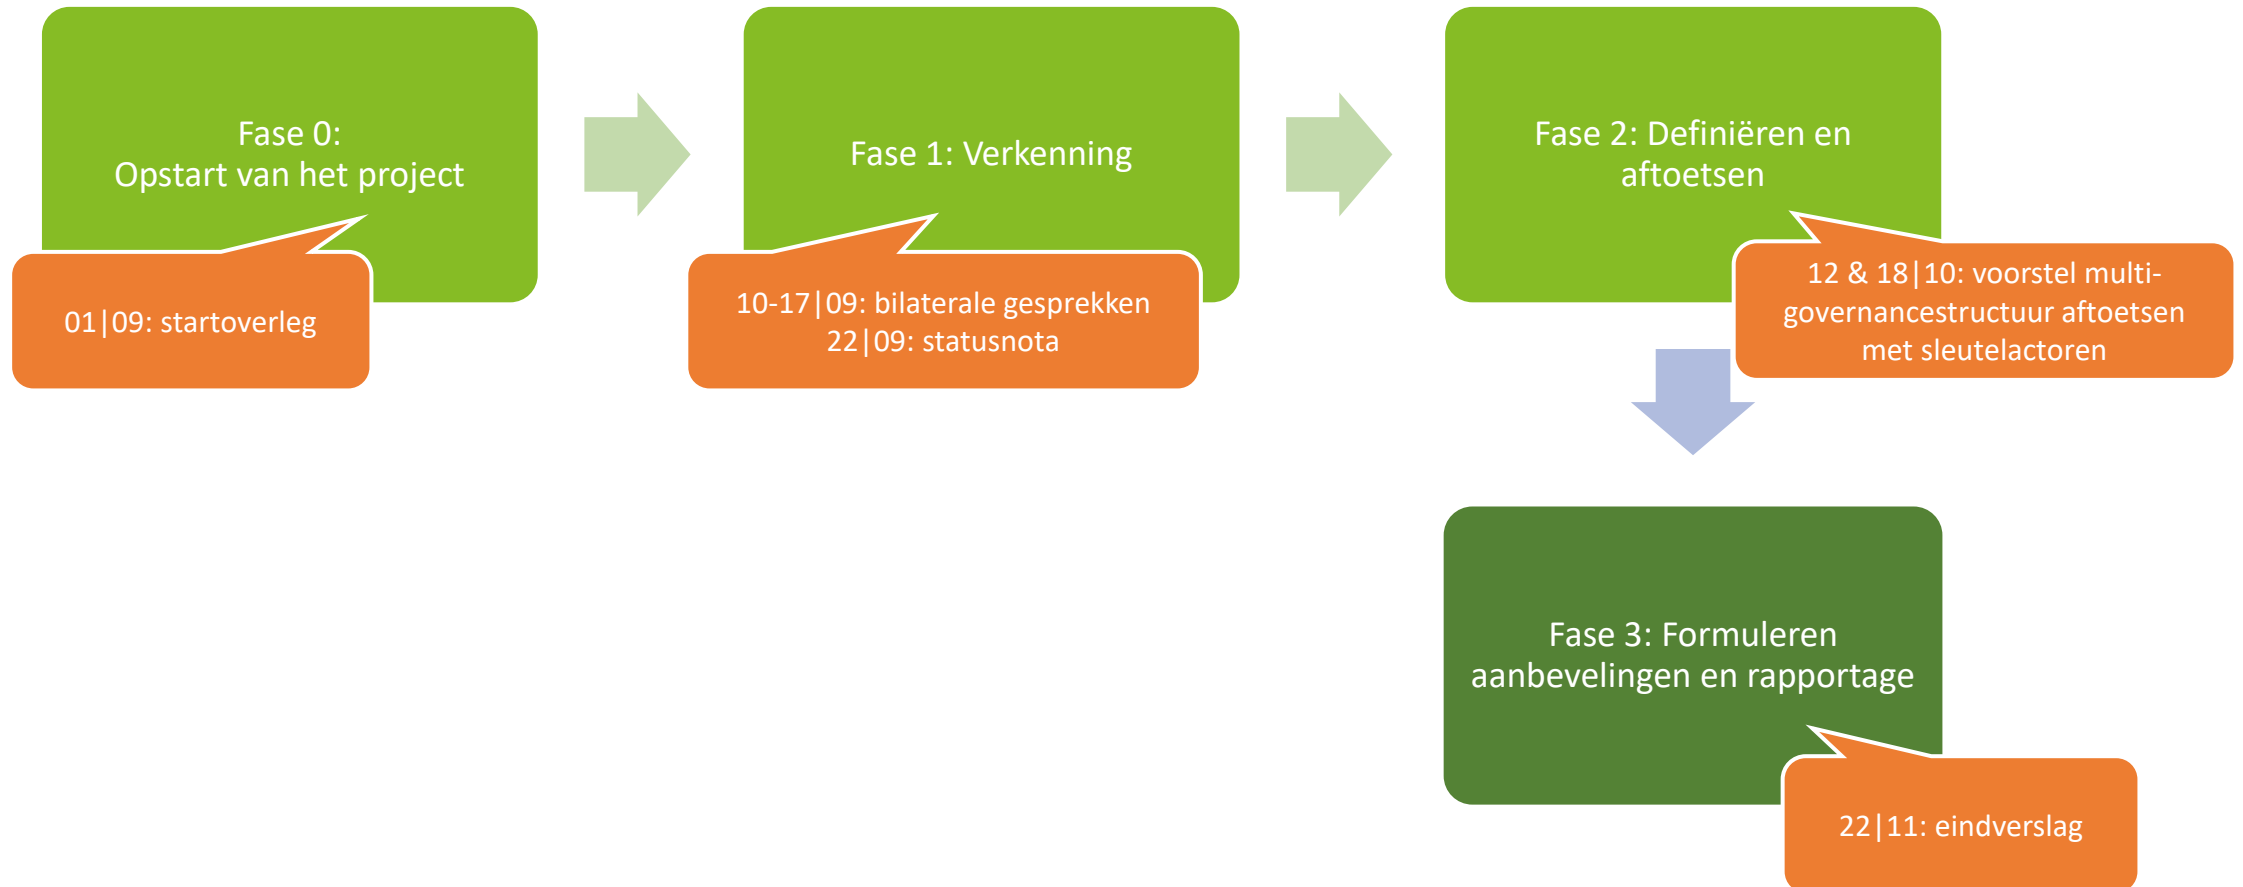 Fase 0:
Opstart van het project
01|09: startoverleg
Fase 1: Verkenning
10-17|09: bilaterale gesprekken
22|09: statusnota
Fase 2: Definiëren en
aftoetsen
12 & 18|10: voorstel multi-
governancestructuur aftoetsen
met sleutelactoren
Fase 3: Formuleren
aanbevelingen en rapportage
22|11: eindverslag